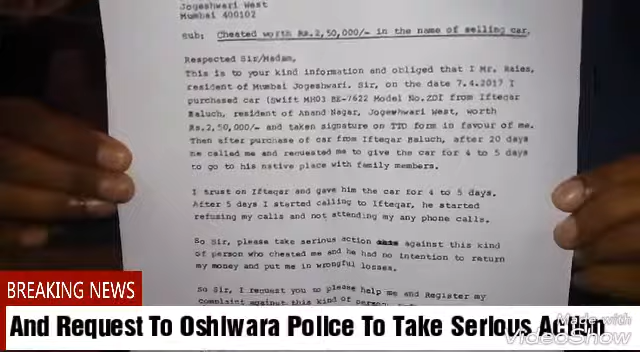 Jogeshwari West
Mumbai 400102
Sub: Cheated worth Rs.2,50,000/- in the name of selling car.
Respected Sir/Madam,
This is to your kind information and obliged that I Mr. Raies,
resident of Mumbai Jogeshwari. Sir, on the date 7.4.2017 I
purchased car (Swift MH03 BE-7622 Model No.ZDI from Ifteqar
Baluch, resident of Anand Nagar, Jogeshwari West, worth
Rs.2,50,000/- and taken signature on TTO form in favour of me.
Then after purchase of car from Ifteqar Baluch, after 20 days
he called me and requested me to give the car for 4 to 5 days
to go to his native place with family members.
I trust on Ifteqar and gave him the car for 4 to 5 days.
After 5 days I started calling to Ifteqar, he started
refusing my calls and not attending my any phone calls.
So Sir, please take serious action against this kind
of person who cheated me and he had no intention to return
my money and put me in wrongful losses.
So Sir, I request you to please help me and Register my
complaint against this kind of person
BREAKING NEWS
And Request To Oshiwara Police To Take Serious Action
Made with
VideoShow